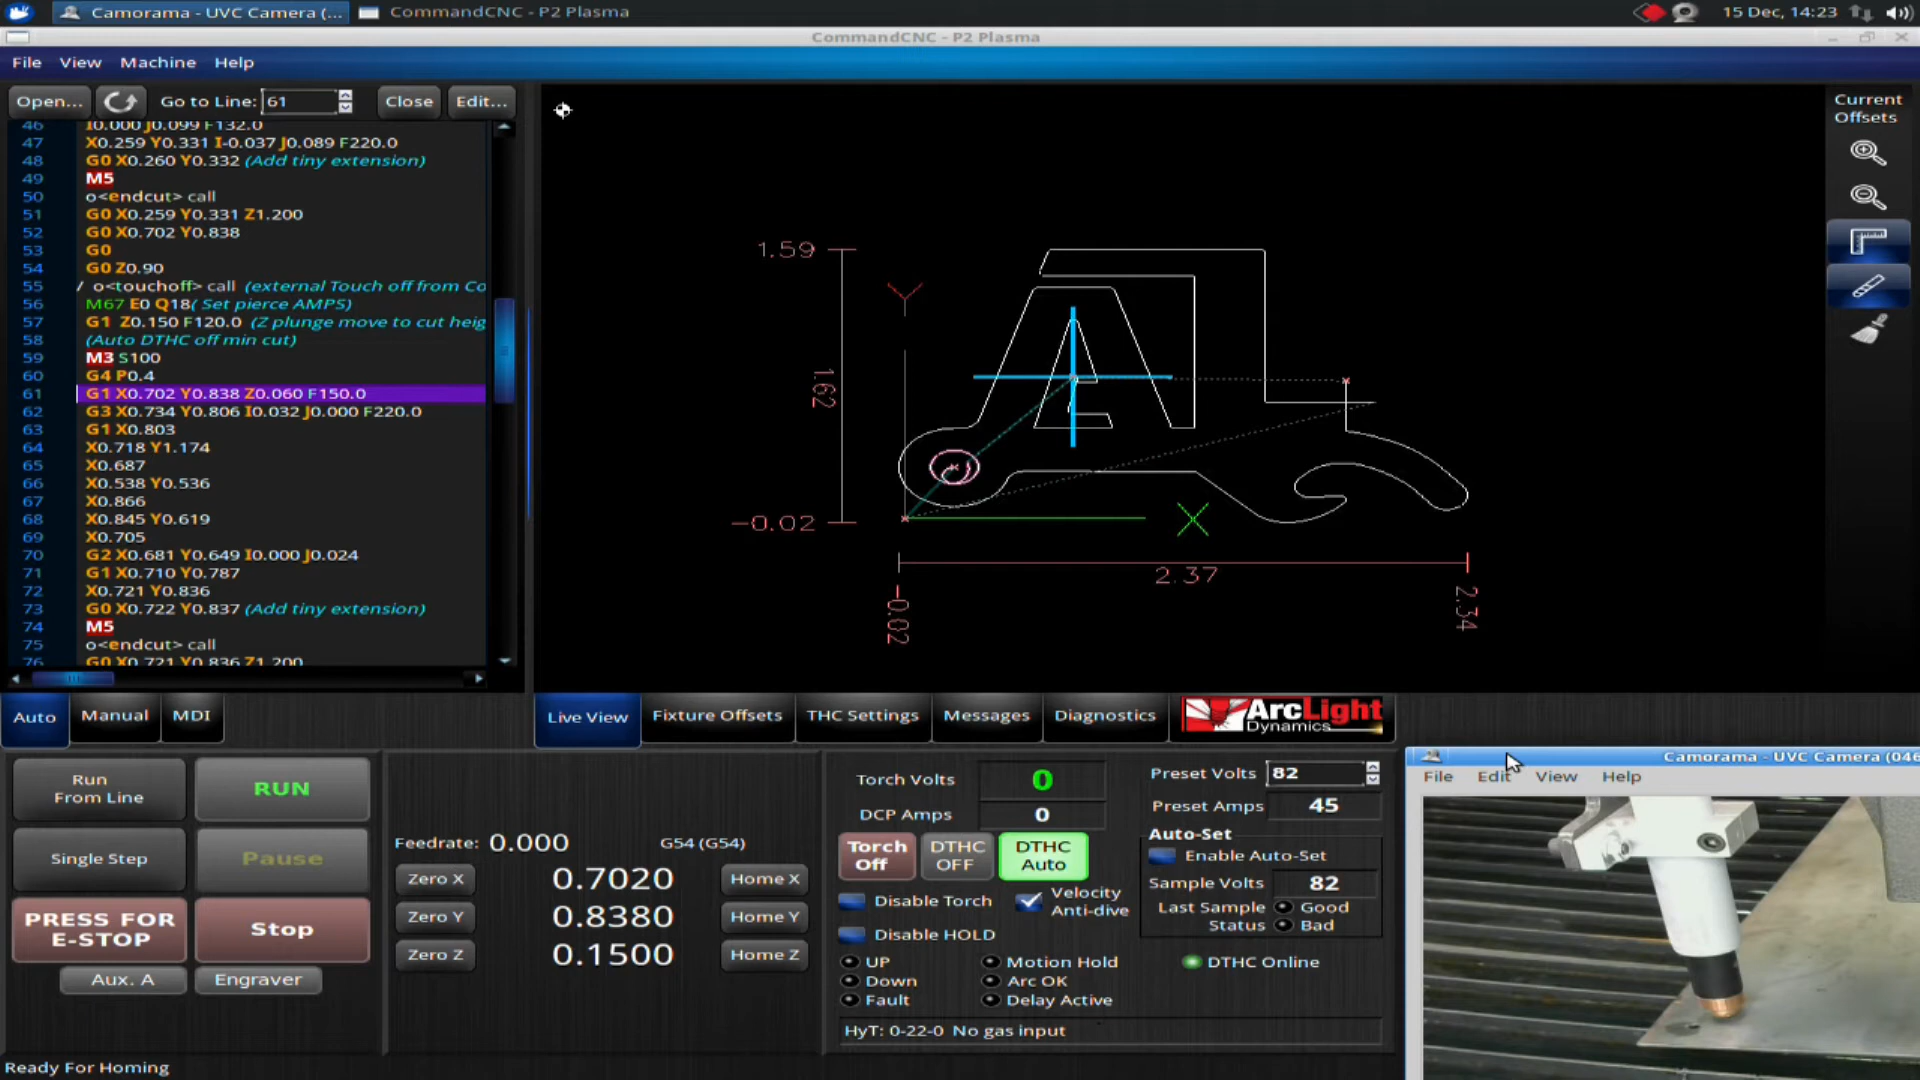 Camorama - UVC Camera (...
CommandCNC - P2 Plasma
15 Dec, 14:23
CommandCNC - P2 Plasma
File View Machine Help
Open... Go to Line: 61 Close Edit...
46 I0.000 J0.099 F132.0
47 X0.259 Y0.331 I-0.037 J0.089 F220.0
48 G0 X0.260 Y0.332 (Add tiny extension)
49 M5
50 o<endcut> call
51 G0 X0.259 Y0.331 Z1.200
52 G0 X0.702 Y0.838
53 G0
54 G0 Z0.90
55 / o<touchoff> call (external Touch off from Co
56 M67 E0 Q18( Set pierce AMPS)
57 G1 Z0.150 F120.0 (Z plunge move to cut heig
58 (Auto DTHC off min cut)
59 M3 S100
60 G4 P0.4
61 G1 X0.702 Y0.838 Z0.060 F150.0
62 G3 X0.734 Y0.806 I0.032 J0.000 F220.0
63 G1 X0.803
64 X0.718 Y1.174
65 X0.687
66 X0.538 Y0.536
67 X0.866
68 X0.845 Y0.619
69 X0.705
70 G2 X0.681 Y0.649 I0.000 J0.024
71 G1 X0.710 Y0.787
72 X0.721 Y0.836
73 G0 X0.722 Y0.837 (Add tiny extension)
74 M5
75 o<endcut> call
76 G0 X0.721 Y0.836 Z1.200
1.59
Y
1.62
-0.02
X
2.37
-0.02
2.34
Current
Offsets
Auto Manual MDI
Live View Fixture Offsets THC Settings Messages Diagnostics
ArcLight
Dynamics
Run
From Line
RUN
Single Step
Pause
PRESS FOR
E-STOP
Stop
Aux. A
Engraver
Feedrate: 0.000 G54 (G54)
Zero X 0.7020 Home X
Zero Y 0.8380 Home Y
Zero Z 0.1500 Home Z
Torch Volts 0
DCP Amps 0
Torch
Off
DTHC
OFF
DTHC
Auto
Disable Torch
Velocity
Anti-dive
Disable HOLD
UP
Motion Hold
Down
Arc OK
Fault
Delay Active
HyT: 0-22-0 No gas input
Preset Volts 82
Preset Amps 45
Auto-Set
Enable Auto-Set
Sample Volts 82
Last Sample
Status
Good
Bad
DTHC Online
Camorama - UVC Camera (046
File Edit View Help
Ready For Homing